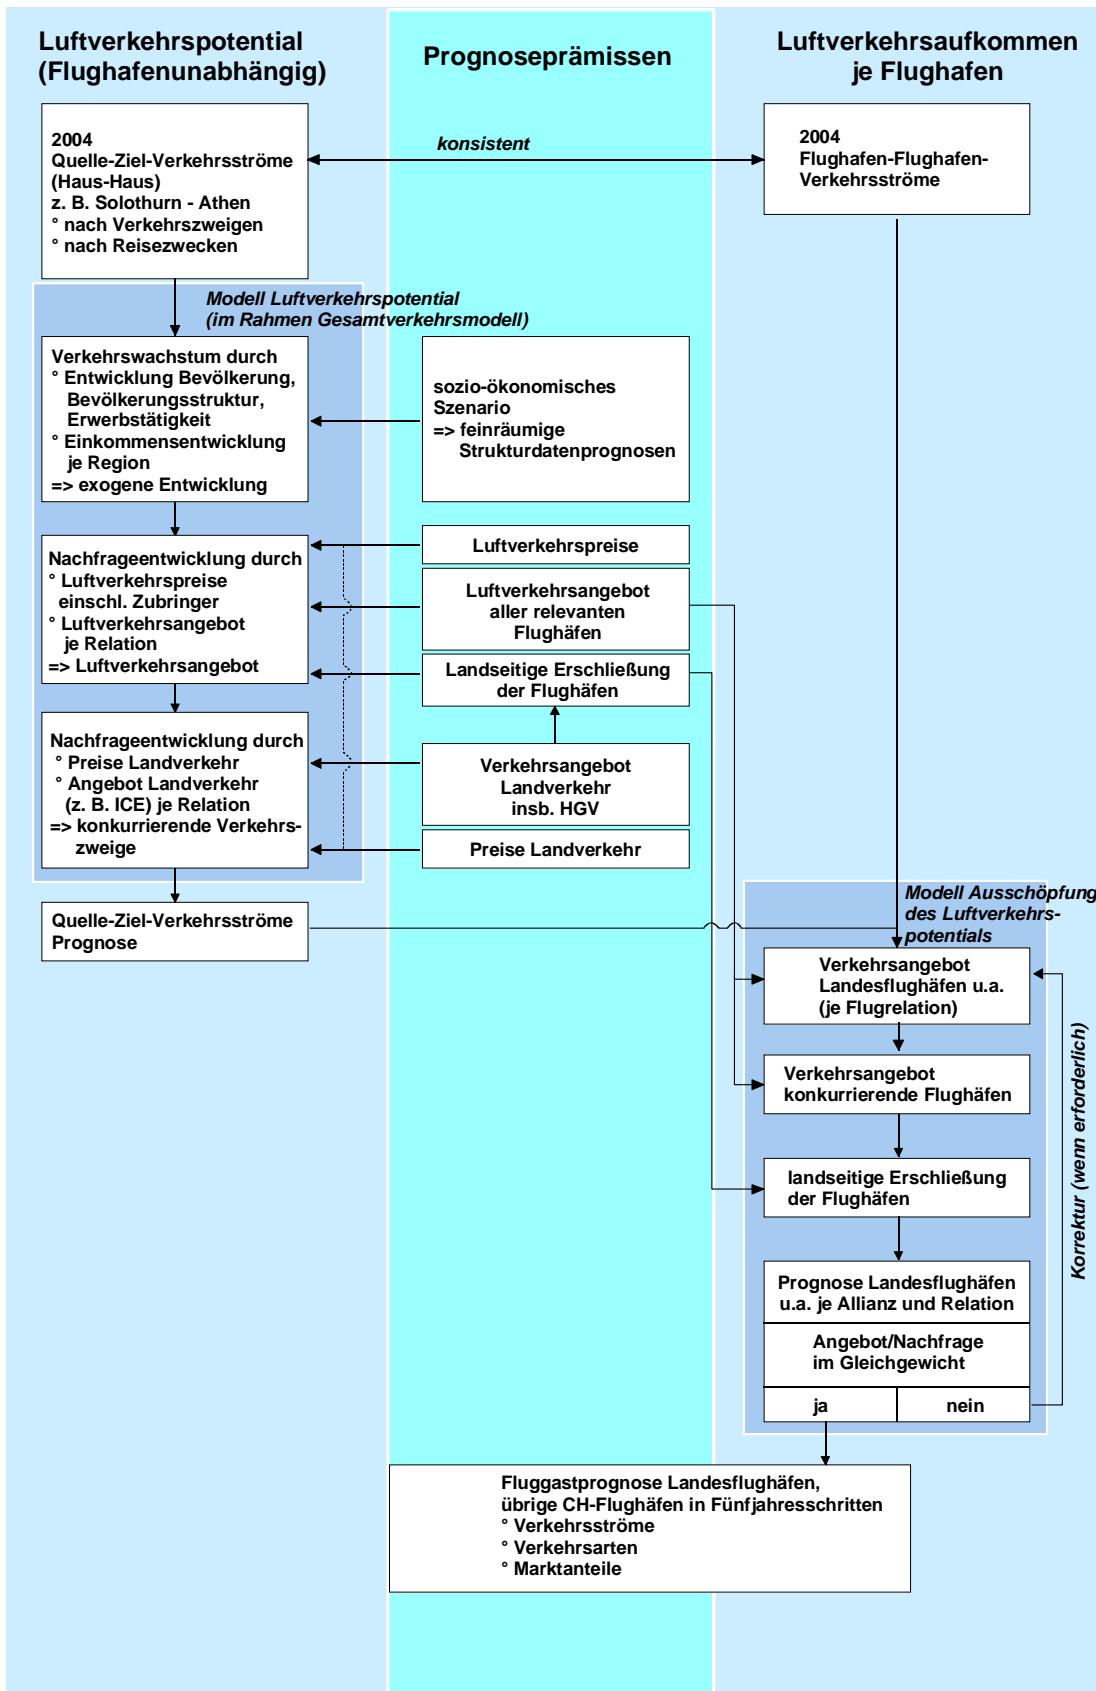 Luftverkehrspotential
(Flughafenunabhängig)
Prognoseprämissen
Luftverkehrsaufkommen
je Flughafen
2004
Quelle-Ziel-Verkehrsströme
(Haus-Haus)
z. B. Solothurn - Athen
° nach Verkehrszweigen
° nach Reisezwecken
konsistent
2004
Flughafen-Flughafen-
Verkehrsströme
Modell Luftverkehrspotential
(im Rahmen Gesamtverkehrsmodell)
Verkehrswachstum durch
° Entwicklung Bevölkerung,
Bevölkerungsstruktur,
Erwerbstätigkeit
° Einkommensentwicklung
je Region
=> exogene Entwicklung
sozio-ökonomisches
Szenario
=> feinräumige
Strukturdatenprognosen
Nachfrageentwicklung durch
° Luftverkehrspreise
einschl. Zubringer
° Luftverkehrsangebot
je Relation
=> Luftverkehrsangebot
Luftverkehrspreise
Luftverkehrsangebot
aller relevanten
Flughäfen
Landseitige Erschließung
der Flughäfen
Nachfrageentwicklung durch
° Preise Landverkehr
° Angebot Landverkehr
(z. B. ICE) je Relation
=> konkurrierende Verkehrs-
zweige
Verkehrsangebot
Landverkehr
insb. HGV
Preise Landverkehr
Quelle-Ziel-Verkehrsströme
Prognose
Modell Ausschöpfung
des Luftverkehrs-
potentials
Verkehrsangebot
Landesflughäfen u.a.
(je Flugrelation)
Verkehrsangebot
konkurrierende Flughäfen
landseitige Erschließung
der Flughäfen
Prognose Landesflughäfen
u.a. je Allianz und Relation
Angebot/Nachfrage
im Gleichgewicht
ja
nein
Korrektur (wenn erforderlich)
Fluggastprognose Landesflughäfen,
übrige CH-Flughäfen in Fünfjahresschritten
° Verkehrsströme
° Verkehrsarten
° Marktanteile